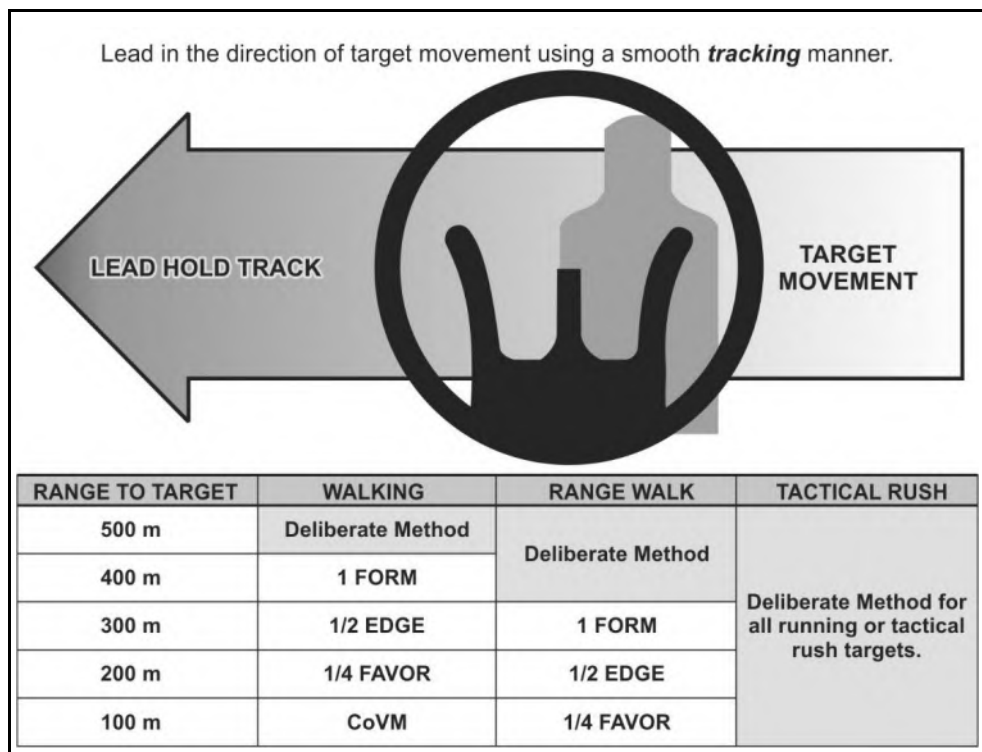 Lead in the direction of target movement using a smooth tracking manner.
LEAD HOLD TRACK
TARGET
MOVEMENT
RANGE TO TARGET WALKING RANGE WALK TACTICAL RUSH
500 m Deliberate Method
Deliberate Method
400 m 1 FORM
300 m 1/2 EDGE 1 FORM
200 m 1/4 FAVOR 1/2 EDGE
100 m CoVM 1/4 FAVOR
Deliberate Method for
all running or tactical
rush targets.